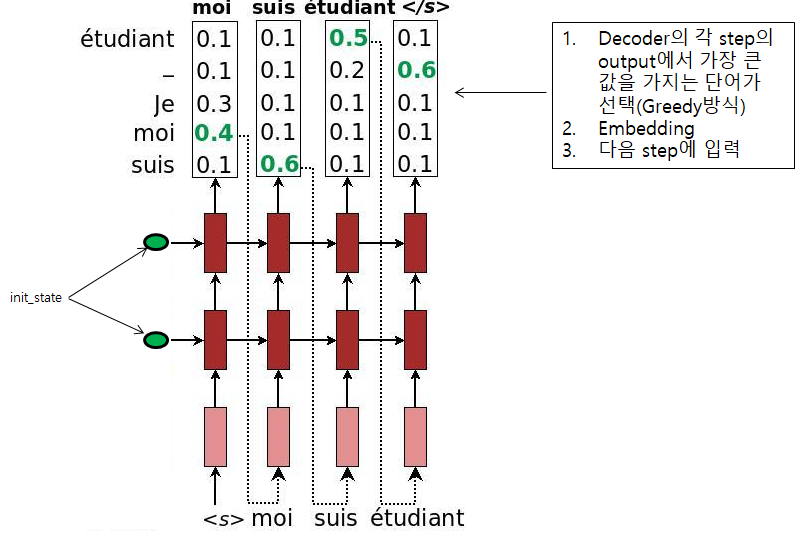 moi suis étudiant </s>
étudiant 0.1 0.1 0.5 0.1
_ 0.1 0.1 0.2 0.6
Je 0.3 0.1 0.1 0.1
moi 0.4 0.1 0.1 0.1
suis 0.1 0.6 0.1 0.1
1. Decoder의 각 step의
output에서 가장 큰
값을 가지는 단어가
선택(Greedy방식)
2. Embedding
3. 다음 step에 입력
init_state
<s> moi suis étudiant